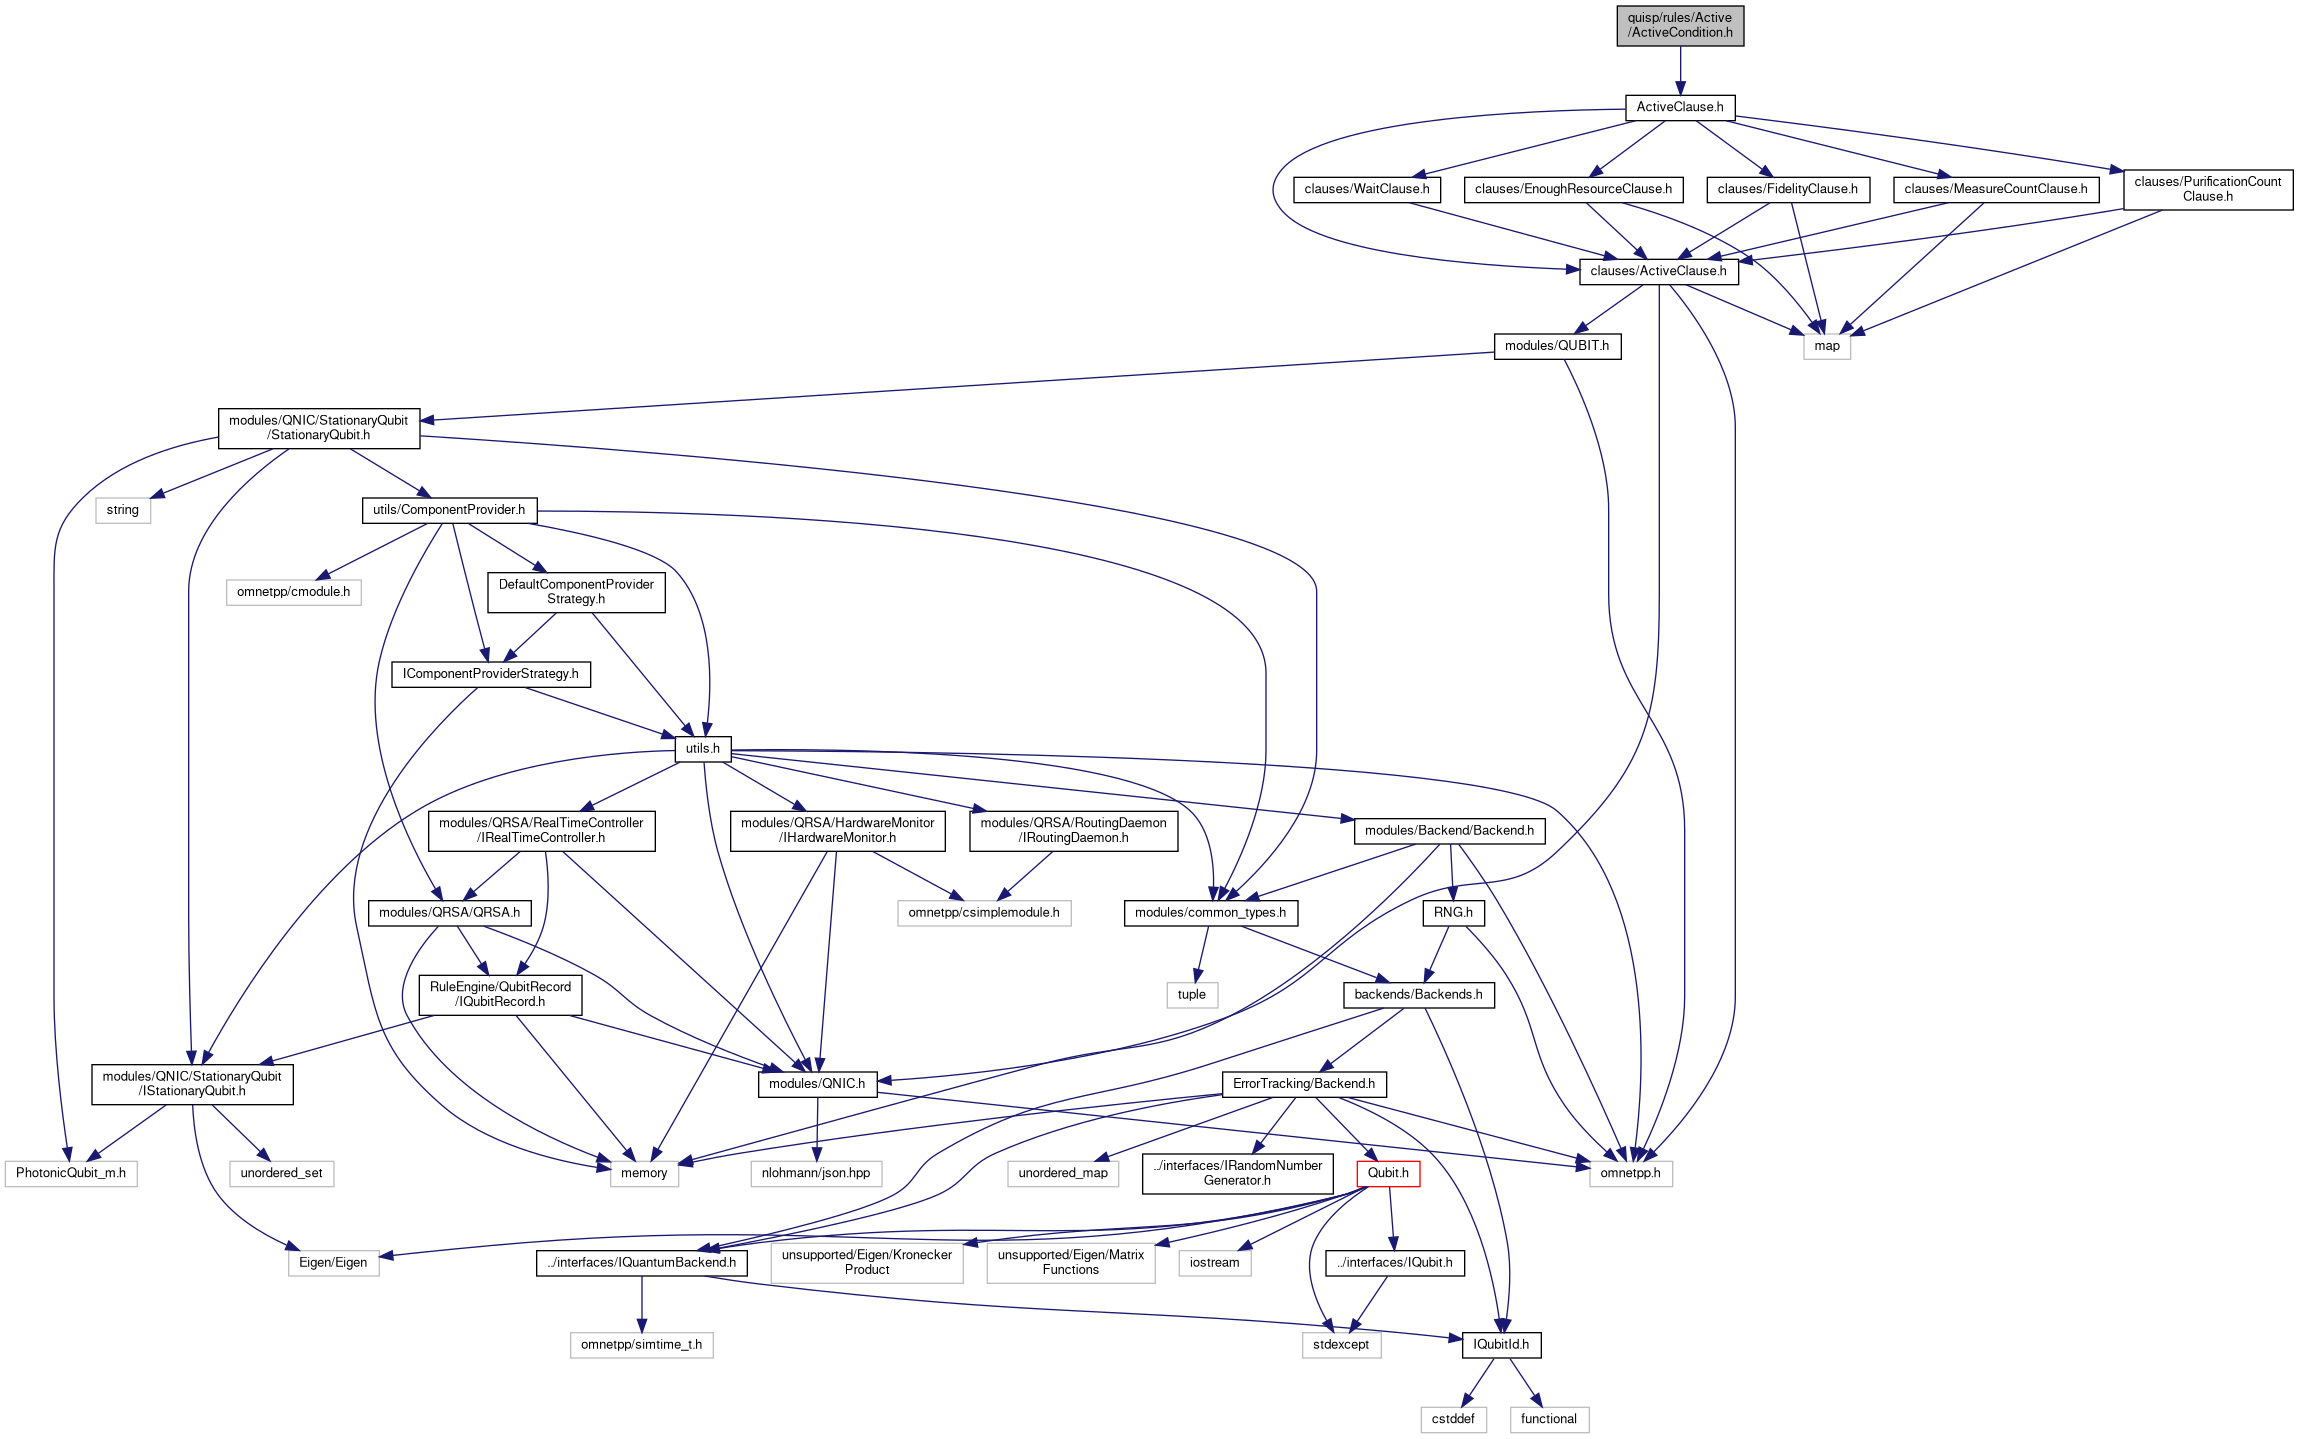 quisp/rules/Active
/ActiveCondition.h
ActiveClause.h
clauses/WaitClause.h
clauses/EnoughResourceClause.h
clauses/FidelityClause.h
clauses/MeasureCountClause.h
clauses/PurificationCount
Clause.h
clauses/ActiveClause.h
modules/QUBIT.h
map
modules/QNIC/StationaryQubit
/StationaryQubit.h
string
utils/ComponentProvider.h
omnetpp/cmodule.h
DefaultComponentProvider
Strategy.h
IComponentProviderStrategy.h
utils.h
modules/QRSA/RealTimeController
/IRealTimeController.h
modules/QRSA/HardwareMonitor
/IHardwareMonitor.h
modules/QRSA/RoutingDaemon
/IRoutingDaemon.h
modules/Backend/Backend.h
modules/QRSA/QRSA.h
omnetpp/csimplemodule.h
modules/common_types.h
RNG.h
RuleEngine/QubitRecord
/IQubitRecord.h
tuple
backends/Backends.h
modules/QNIC/StationaryQubit
/IStationaryQubit.h
modules/QNIC.h
ErrorTracking/Backend.h
PhotonicQubit_m.h
unordered_set
memory
nlohmann/json.hpp
unordered_map
../interfaces/IRandomNumber
Generator.h
Qubit.h
omnetpp.h
Eigen/Eigen
../interfaces/IQuantumBackend.h
unsupported/Eigen/Kronecker
Product
unsupported/Eigen/Matrix
Functions
iostream
../interfaces/IQubit.h
omnetpp/simtime_t.h
stdexcept
IQubitId.h
cstddef
functional